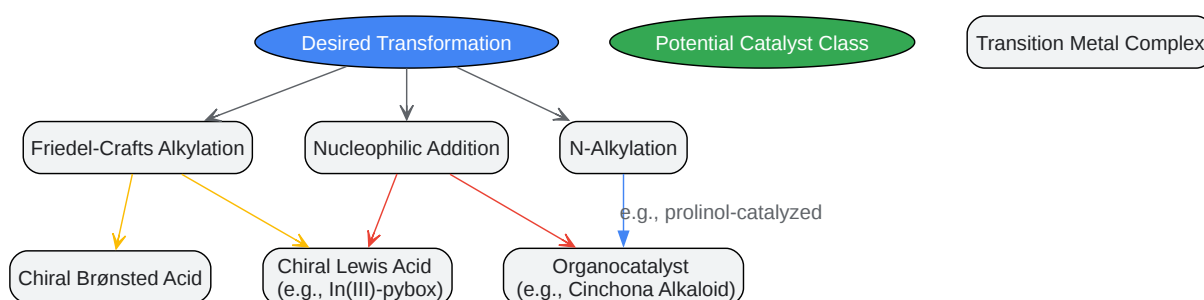 Desired Transformation
Potential Catalyst Class
Transition Metal Complex
Friedel-Crafts Alkylation
Nucleophilic Addition
N-Alkylation
e.g., prolinol-catalyzed
Chiral Brønsted Acid
Chiral Lewis Acid
(e.g., In(III)-pybox)
Organocatalyst
(e.g., Cinchona Alkaloid)